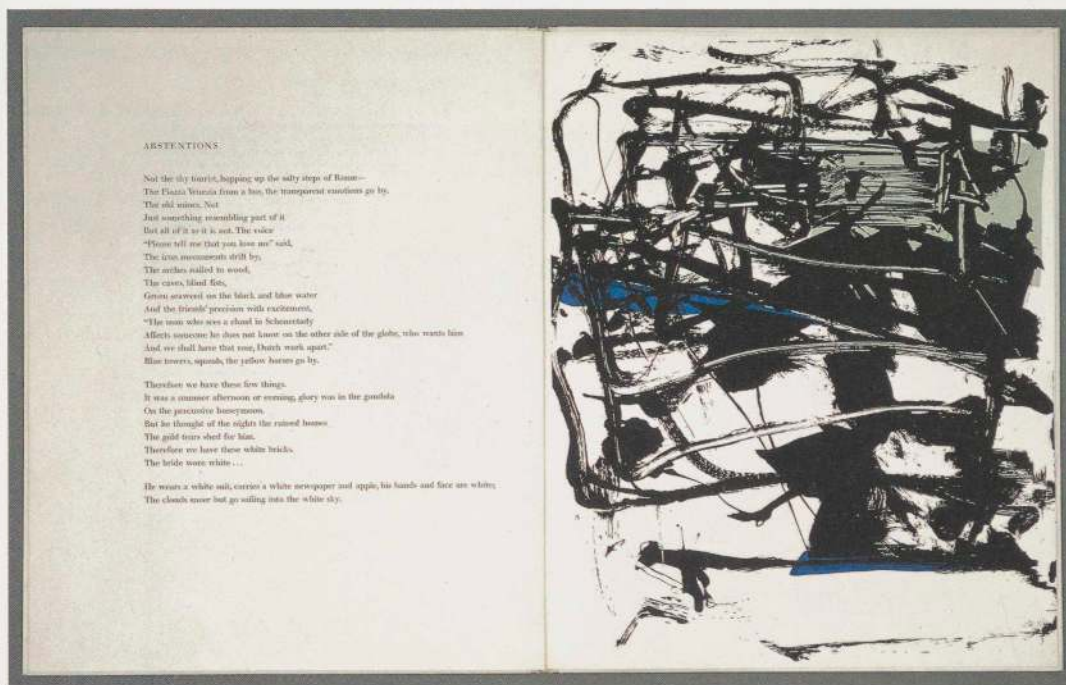 ABSTENTIONS
Not the shy tourist, hopping up the salty steps of Rome—
The Piazza Venezia from a bus, the transparent emotions go by.
The old mines. Not
Just something resembling part of it
But all of it as it is not. The voice
"Please tell me that you love me" said,
The iron monuments drift by,
The arches nailed to wood,
The caves, blind fists,
Green seaweed on the black and blue water
And the friends' precision with excitement,
"The man who sees a cloud in Schenectady
Affects someone he does not know on the other side of the globe, who wants him
And we shall have that rose, Dutch work apart."
Blue towers, squeals, the yellow horses go by.
Therefore we have these few things.
It was a summer afternoon or evening, glory was in the gondola
On the percussive honeymoon.
But he thought of the nights the ruined homes
The gold tears shed for him.
Therefore we have these white bricks.
The bride wore white . . .
He wears a white suit, carries a white newspaper and apple, his hands and face are white;
The clouds sneer but go sailing into the white sky.